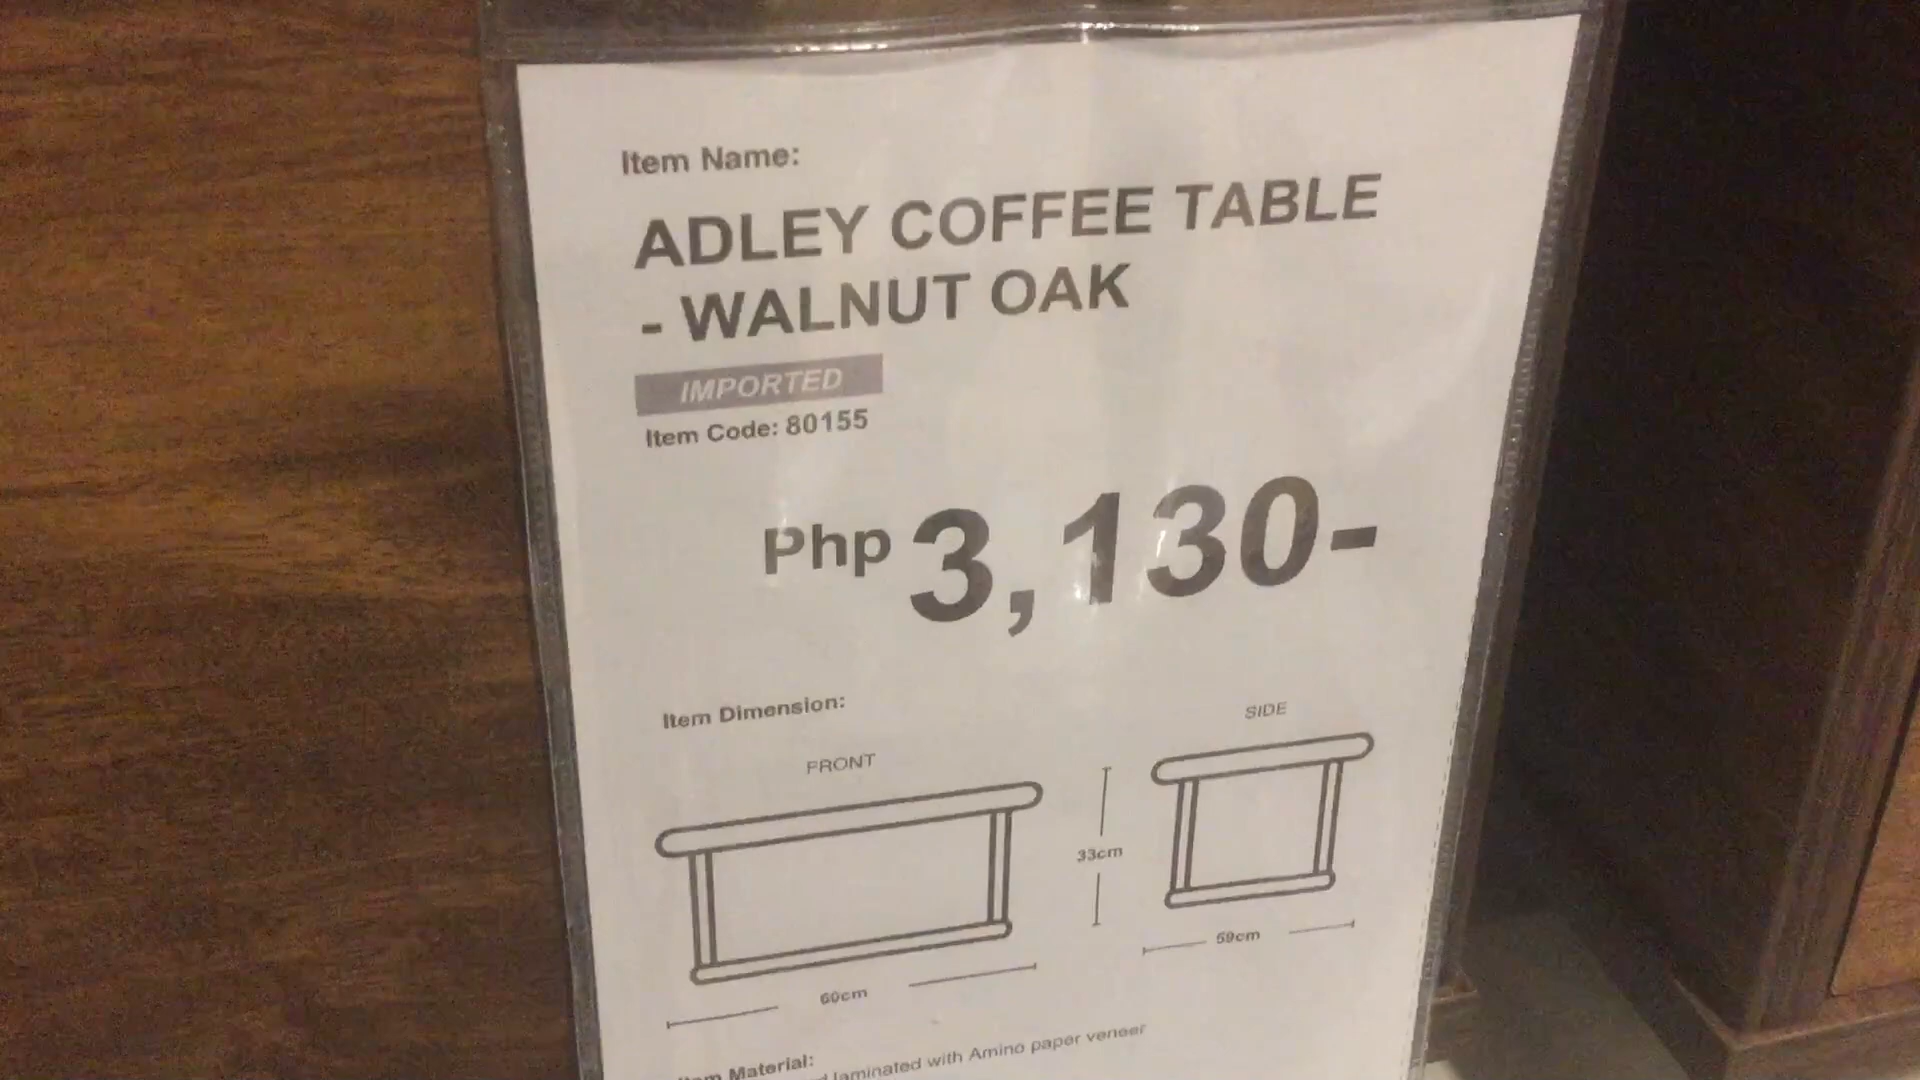 Item Name:
ADLEY COFFEE TABLE
- WALNUT OAK
IMPORTED
Item Code: 80155
Php 3,130-
Item Dimension:
FRONT
SIDE
33cm
60cm
59cm
Material:
laminated with Amino paper veneer